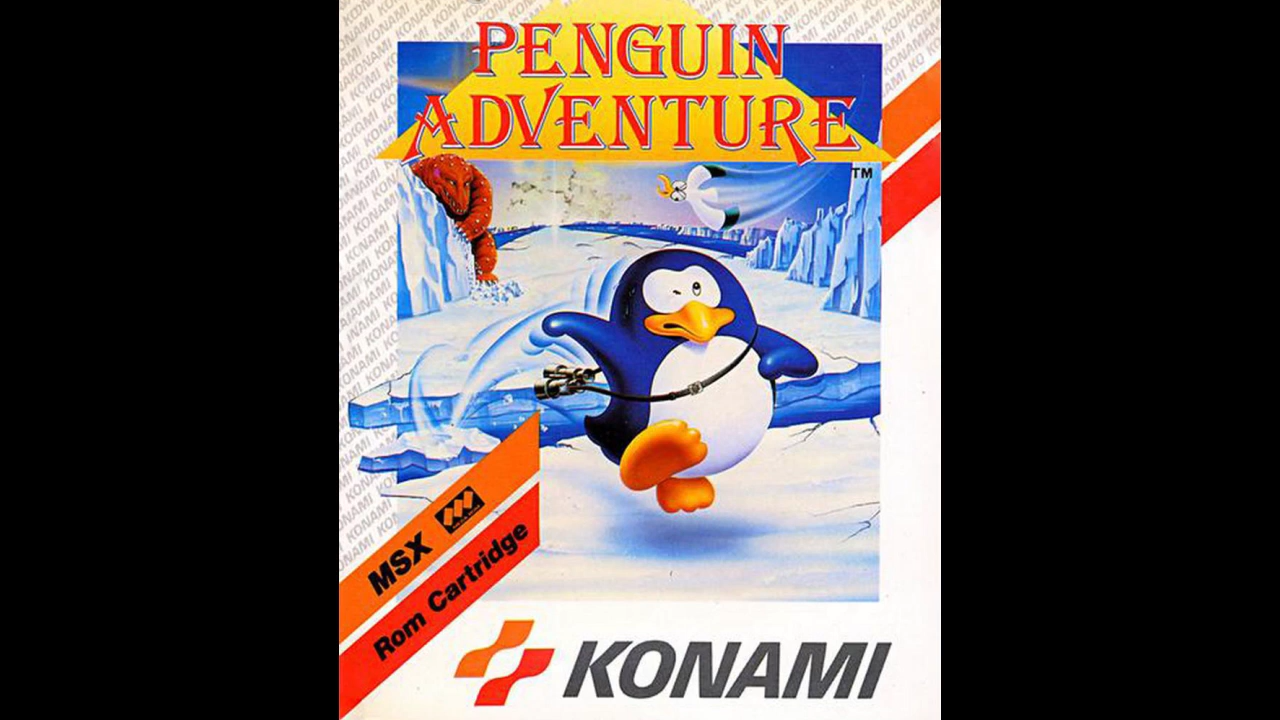 PENGUIN
ADVENTURE
TM
MSX
Rom Cartridge
KONAMI